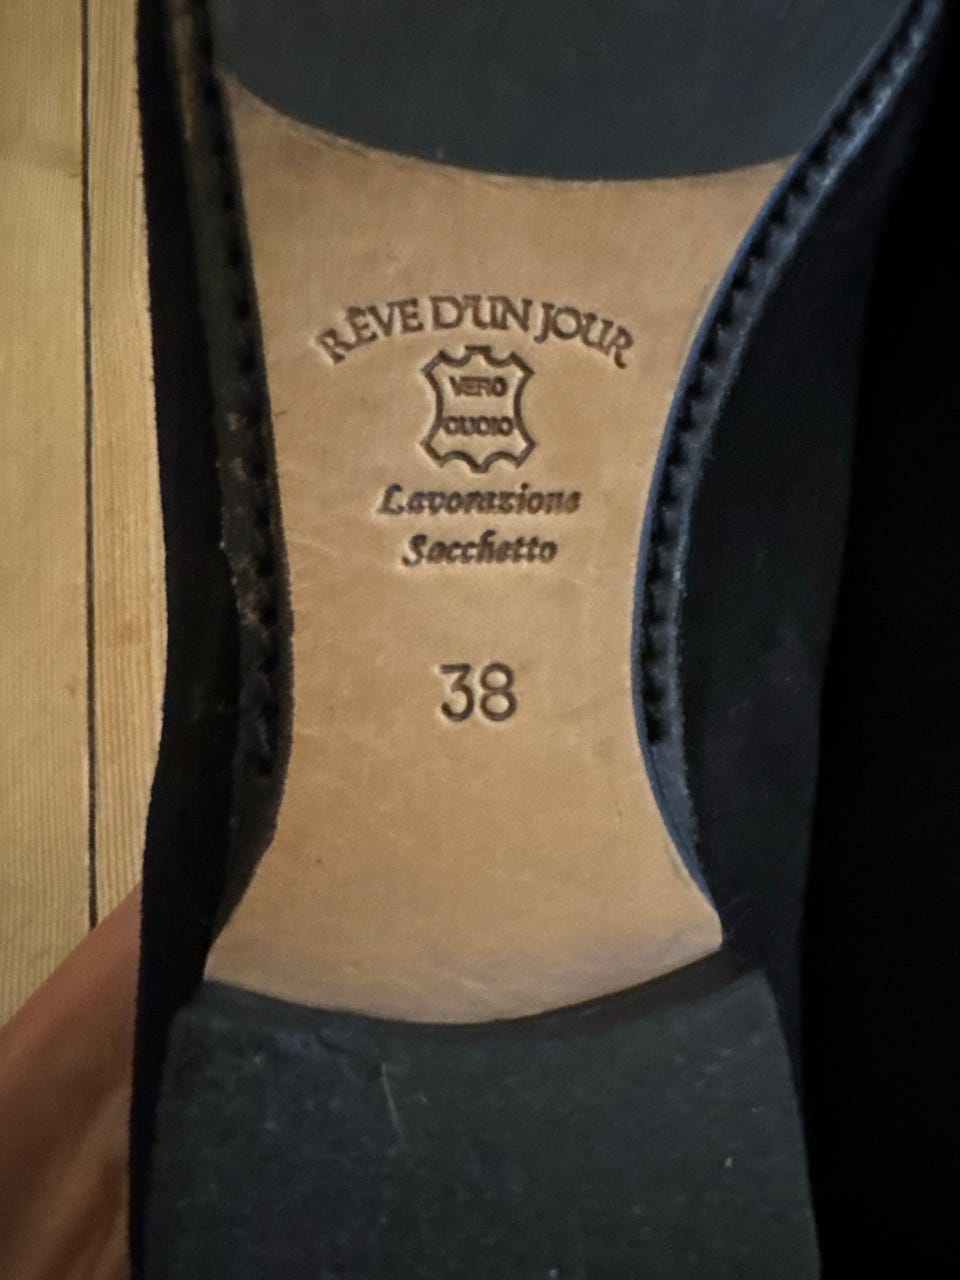 RÊVE D'UN JOUR
VERO
CUOIO
Lavorazione
Sacchetto
38